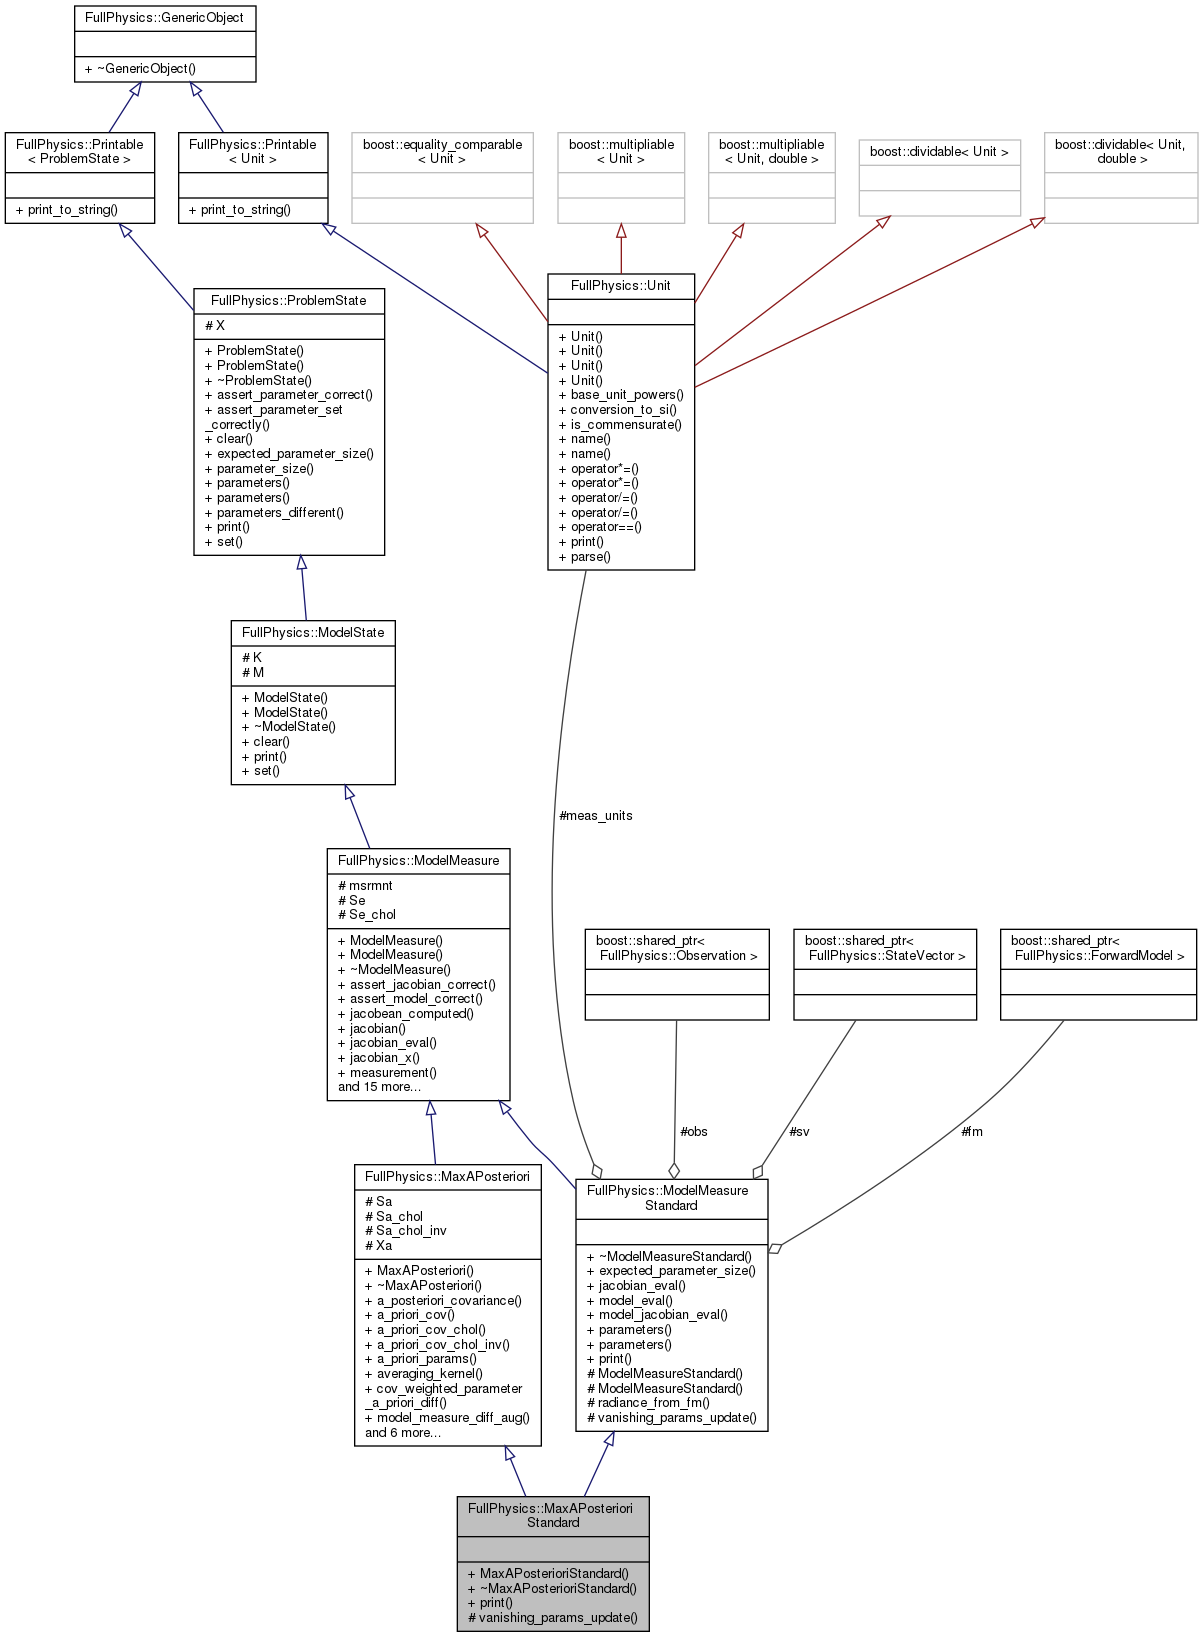 FullPhysics::GenericObject
+ ~GenericObject()
FullPhysics::Printable
< ProblemState >
+ print_to_string()
FullPhysics::Printable
< Unit >
+ print_to_string()
boost::equality_comparable
< Unit >
boost::multipliable
< Unit >
boost::multipliable
< Unit, double >
boost::dividable< Unit >
boost::dividable< Unit,
double >
FullPhysics::Unit
+ Unit()
+ Unit()
+ Unit()
+ Unit()
+ base_unit_powers()
+ conversion_to_si()
+ is_commensurate()
+ name()
+ name()
+ operator*=()
+ operator*=()
+ operator/=()
+ operator/=()
+ operator==()
+ print()
+ parse()
FullPhysics::ProblemState
# X
+ ProblemState()
+ ProblemState()
+ ~ProblemState()
+ assert_parameter_correct()
+ assert_parameter_set
_correctly()
+ clear()
+ expected_parameter_size()
+ parameter_size()
+ parameters()
+ parameters()
+ parameters_different()
+ print()
+ set()
FullPhysics::ModelState
# K
# M
+ ModelState()
+ ModelState()
+ ~ModelState()
+ clear()
+ print()
+ set()
#meas_units
FullPhysics::ModelMeasure
# msrmnt
# Se
# Se_chol
+ ModelMeasure()
+ ModelMeasure()
+ ~ModelMeasure()
+ assert_jacobian_correct()
+ assert_model_correct()
+ jacobean_computed()
+ jacobian()
+ jacobian_eval()
+ jacobian_x()
+ measurement()
and 15 more...
boost::shared_ptr<
FullPhysics::Observation >
boost::shared_ptr<
FullPhysics::StateVector >
boost::shared_ptr<
FullPhysics::ForwardModel >
#obs
#sv
#fm
FullPhysics::MaxAPosteriori
# Sa
# Sa_chol
# Sa_chol_inv
# Xa
+ MaxAPosteriori()
+ ~MaxAPosteriori()
+ a_posteriori_covariance()
+ a_priori_cov()
+ a_priori_cov_chol()
+ a_priori_cov_chol_inv()
+ a_priori_params()
+ averaging_kernel()
+ cov_weighted_parameter
_a_priori_diff()
+ model_measure_diff_aug()
and 6 more...
FullPhysics::ModelMeasure
Standard
+ ~ModelMeasureStandard()
+ expected_parameter_size()
+ jacobian_eval()
+ model_eval()
+ model_jacobian_eval()
+ parameters()
+ parameters()
+ print()
# ModelMeasureStandard()
# ModelMeasureStandard()
# radiance_from_fm()
# vanishing_params_update()
FullPhysics::MaxAPosteriori
Standard
+ MaxAPosterioriStandard()
+ ~MaxAPosterioriStandard()
+ print()
# vanishing_params_update()